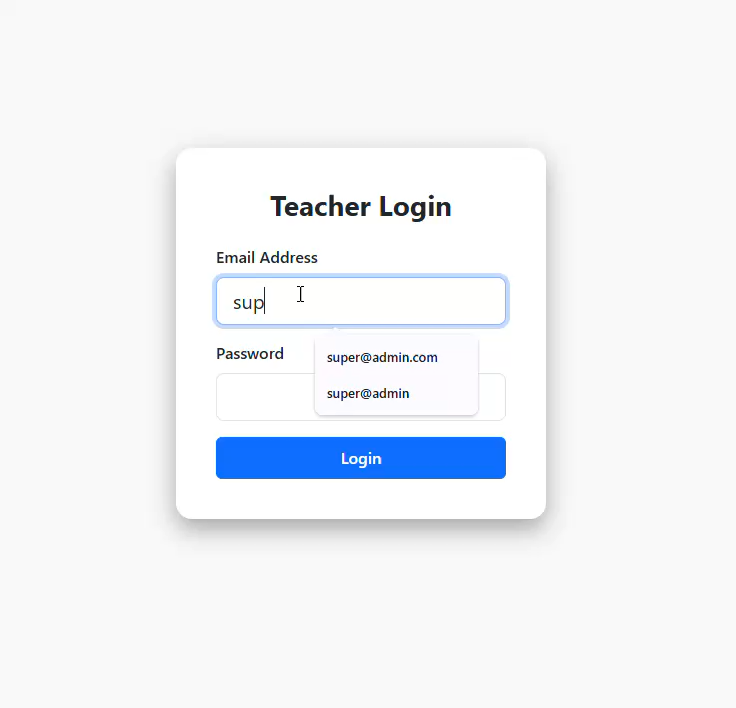 Teacher Login
Email Address
sup
Password
super@admin.com
super@admin
Login